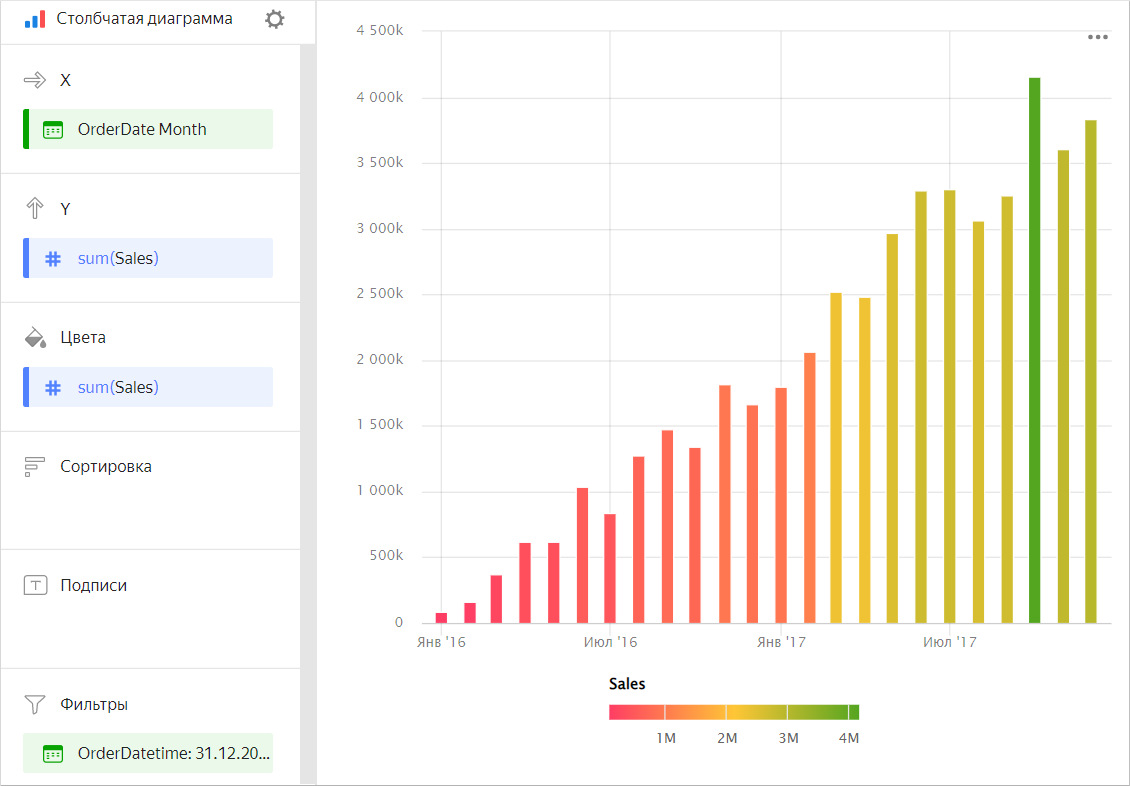 Столбчатая диаграмма
X
OrderDate Month
Y
sum(Sales)
Цвета
sum(Sales)
Сортировка
Подписи
Фильтры
OrderDatetime: 31.12.20...
4 500k
4 000k
3 500k
3 000k
2 500k
2 000k
1 500k
1 000k
500k
0
Янв '16
Июл '16
Янв '17
Июл '17
Sales
1M
2M
3M
4M